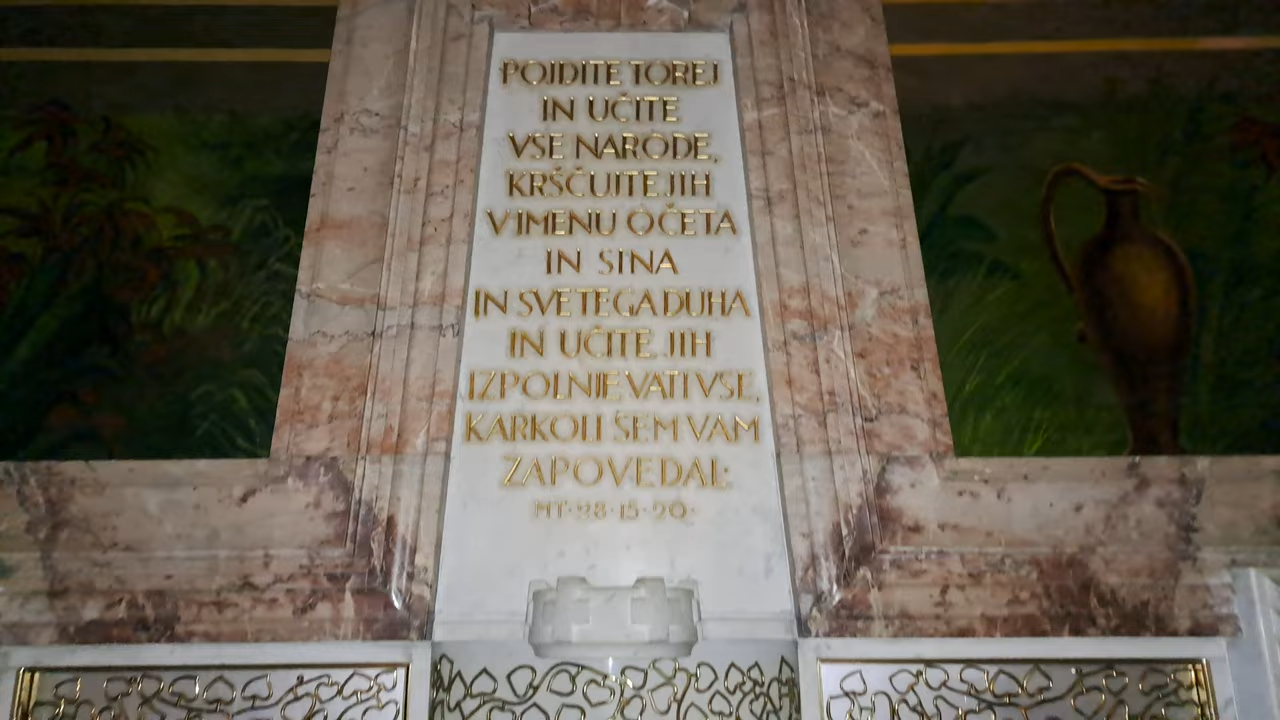 POJDITE TOREJ
IN UČITE
VSE NARODE,
KRŠČUJTE JIH
V IMENU OČETA
IN SINA
IN SVETEGA DUHA
IN UČITE JIH
IZPOLNJEVATI VSE,
KARKOLI SEM VAM
ZAPOVEDAL:
MT·28·15·20·